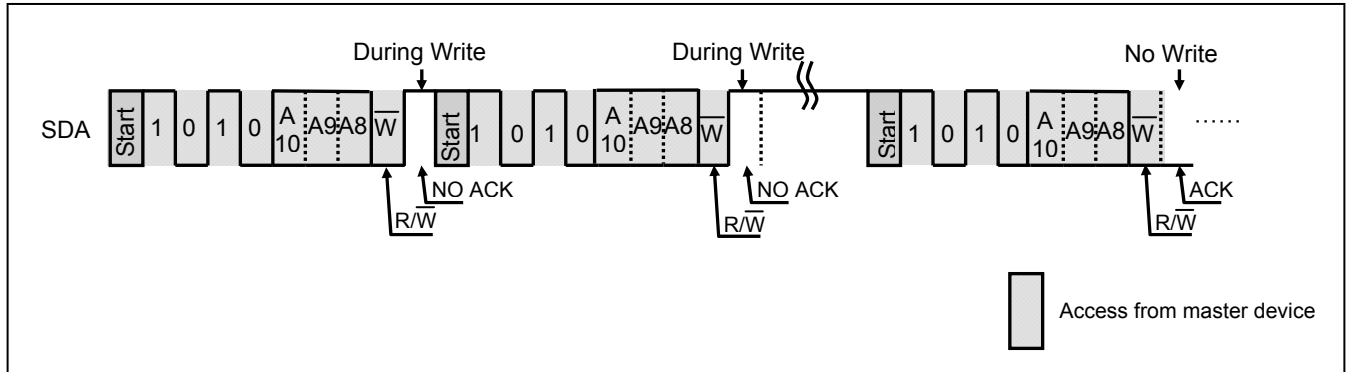 During Write
During Write
No Write
SDA
Start 1 0 1 0 A 10 A9 A8 W̅
Start 1 0 1 0 A 10 A9 A8 W̅
Start 1 0 1 0 A 10 A9 A8 W̅
......
NO ACK
R/W̅
NO ACK
R/W̅
ACK
R/W̅
Access from master device